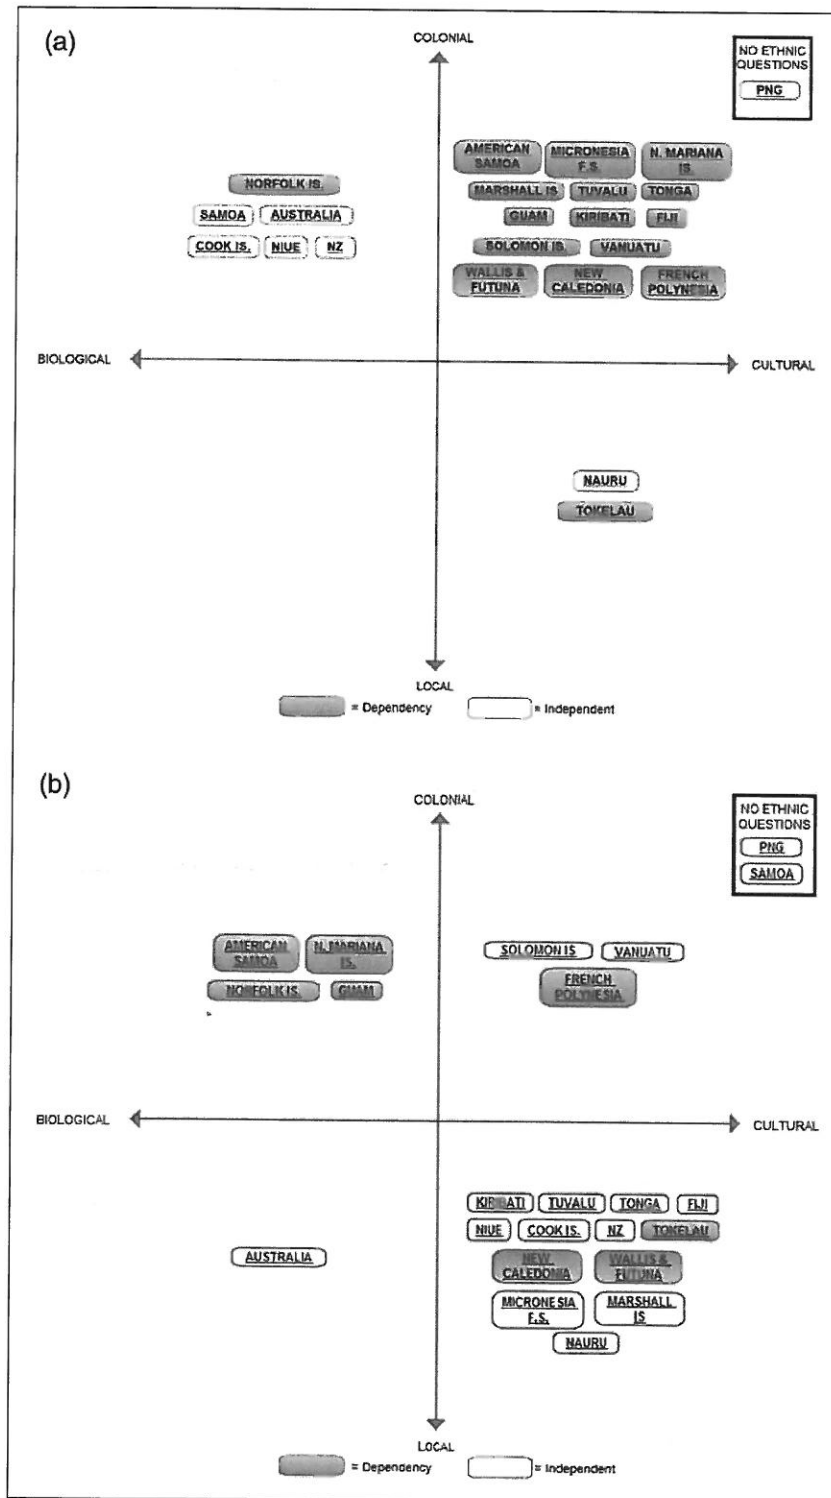 (a)
COLONIAL
NO ETHNIC
QUESTIONS
PNG
AMERICAN
SAMOA
MICRONESIA
F.S.
N. MARIANA
IS.
NORFOLK IS.
MARSHALL IS
TUVALU
TONGA
SAMOA
AUSTRALIA
GUAM
KIRIBATI
FIJI
COOK IS.
NIUE
NZ
SOLOMON IS.
VANUATU
WALLIS &
FUTUNA
NEW
CALEDONIA
FRENCH
POLYNESIA
BIOLOGICAL
CULTURAL
NAURU
TOKELAU
LOCAL
= Dependency
= Independent
(b)
COLONIAL
NO ETHNIC
QUESTIONS
PNG
SAMOA
AMERICAN
SAMOA
N. MARIANA
IS.
SOLOMON IS
VANUATU
NORFOLK IS.
GUAM
FRENCH
POLYNESIA
BIOLOGICAL
CULTURAL
KIRIBATI
TUVALU
TONGA
FIJI
NIUE
COOK IS.
NZ
TOKELAU
AUSTRALIA
NEW
CALEDONIA
WALLIS &
FUTUNA
MICRONESIA
F.S.
MARSHALL
IS
NAURU
LOCAL
= Dependency
= Independent